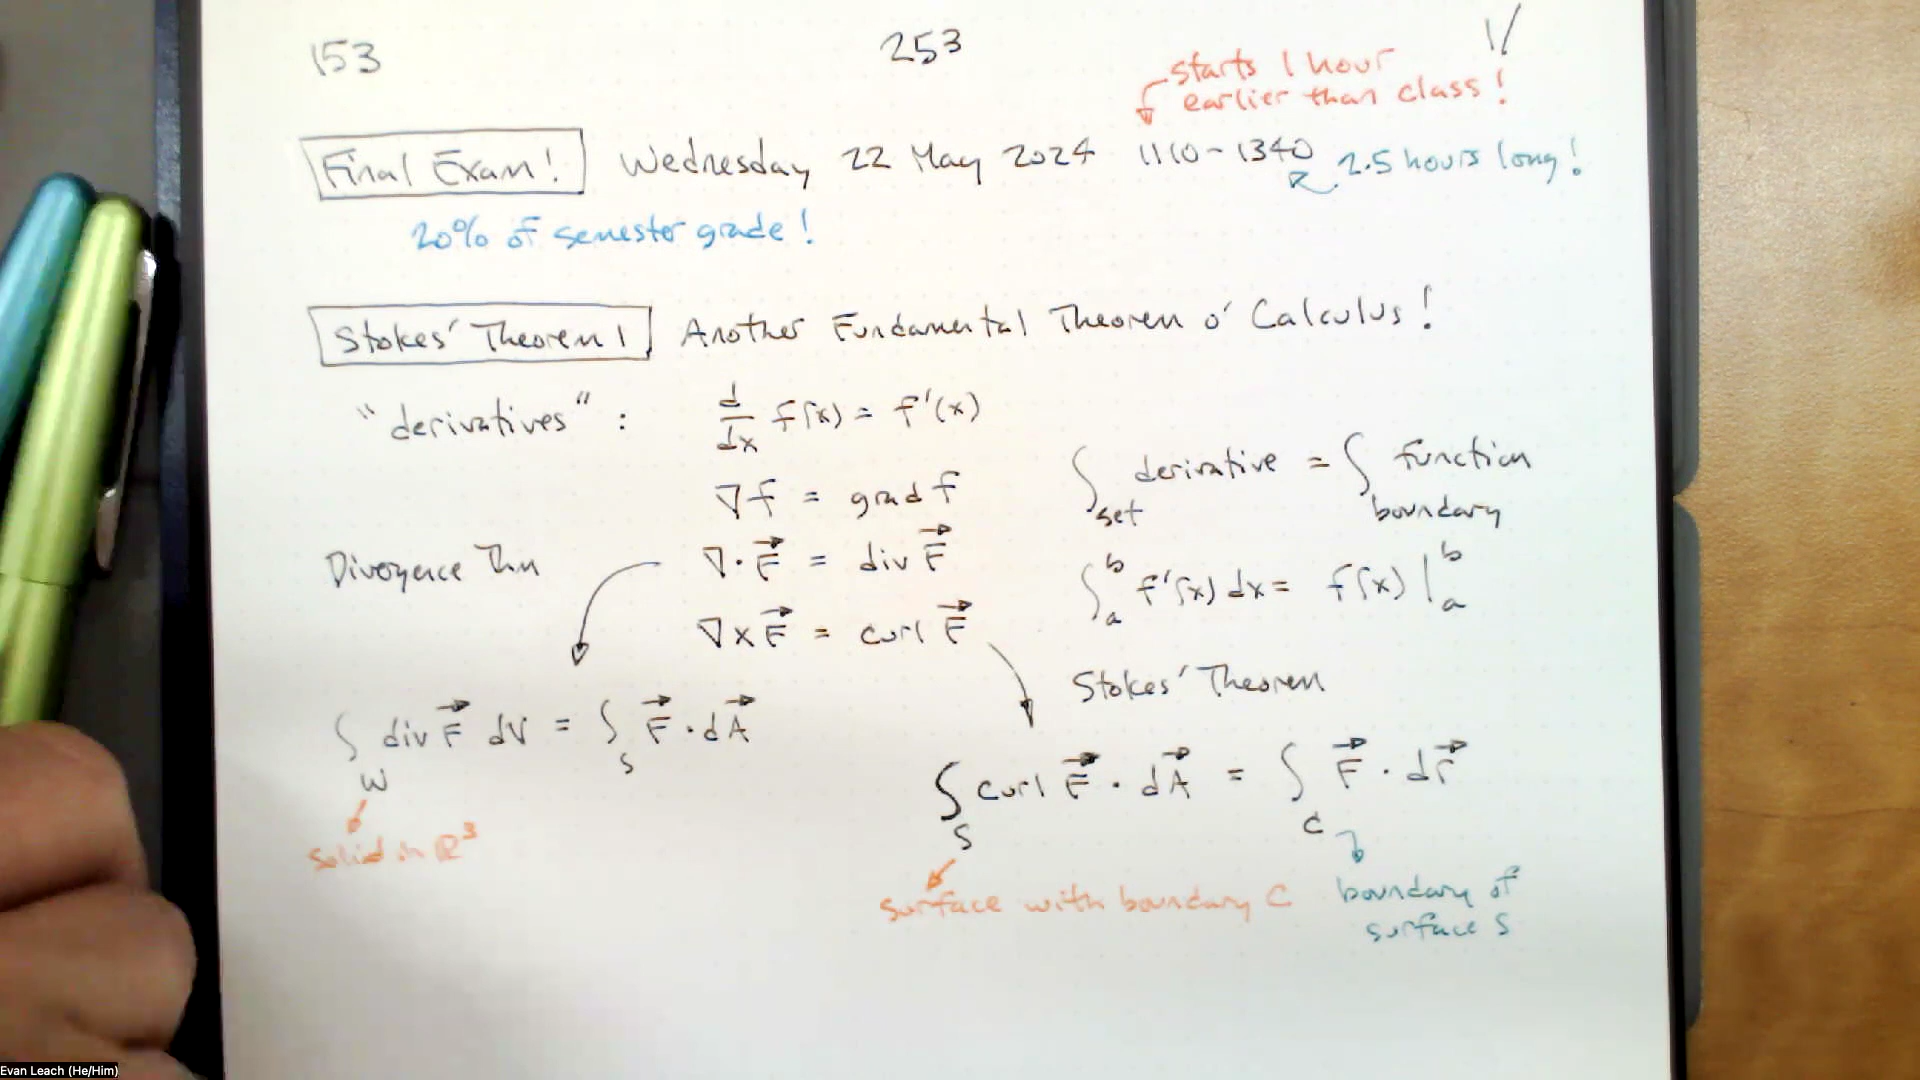 153
253
1/
starts 1 hour
earlier than class!
Final Exam! Wednesday 22 May 2024 1110-1340
2.5 hours long!
20% of semester grade!
Stokes' Theorem 1 Another Fundamental Theorem o' Calculus!
"derivatives" : d/dx f(x) = f'(x)
∇f = grad f
∫_set derivative = ∫_boundary function
Divergence Thm
∇·F⃗ = div F⃗
∫_a^b f'(x) dx = f(x) |_a^b
∇×F⃗ = curl F⃗
Stokes' Theorem
∫_W div F⃗ dV = ∫_S F⃗ · dA⃗
∫_S curl F⃗ · dA⃗ = ∫_C F⃗ · dr⃗
solid in ℝ³
surface with boundary C
boundary of
surface S
Evan Leach (He/Him)